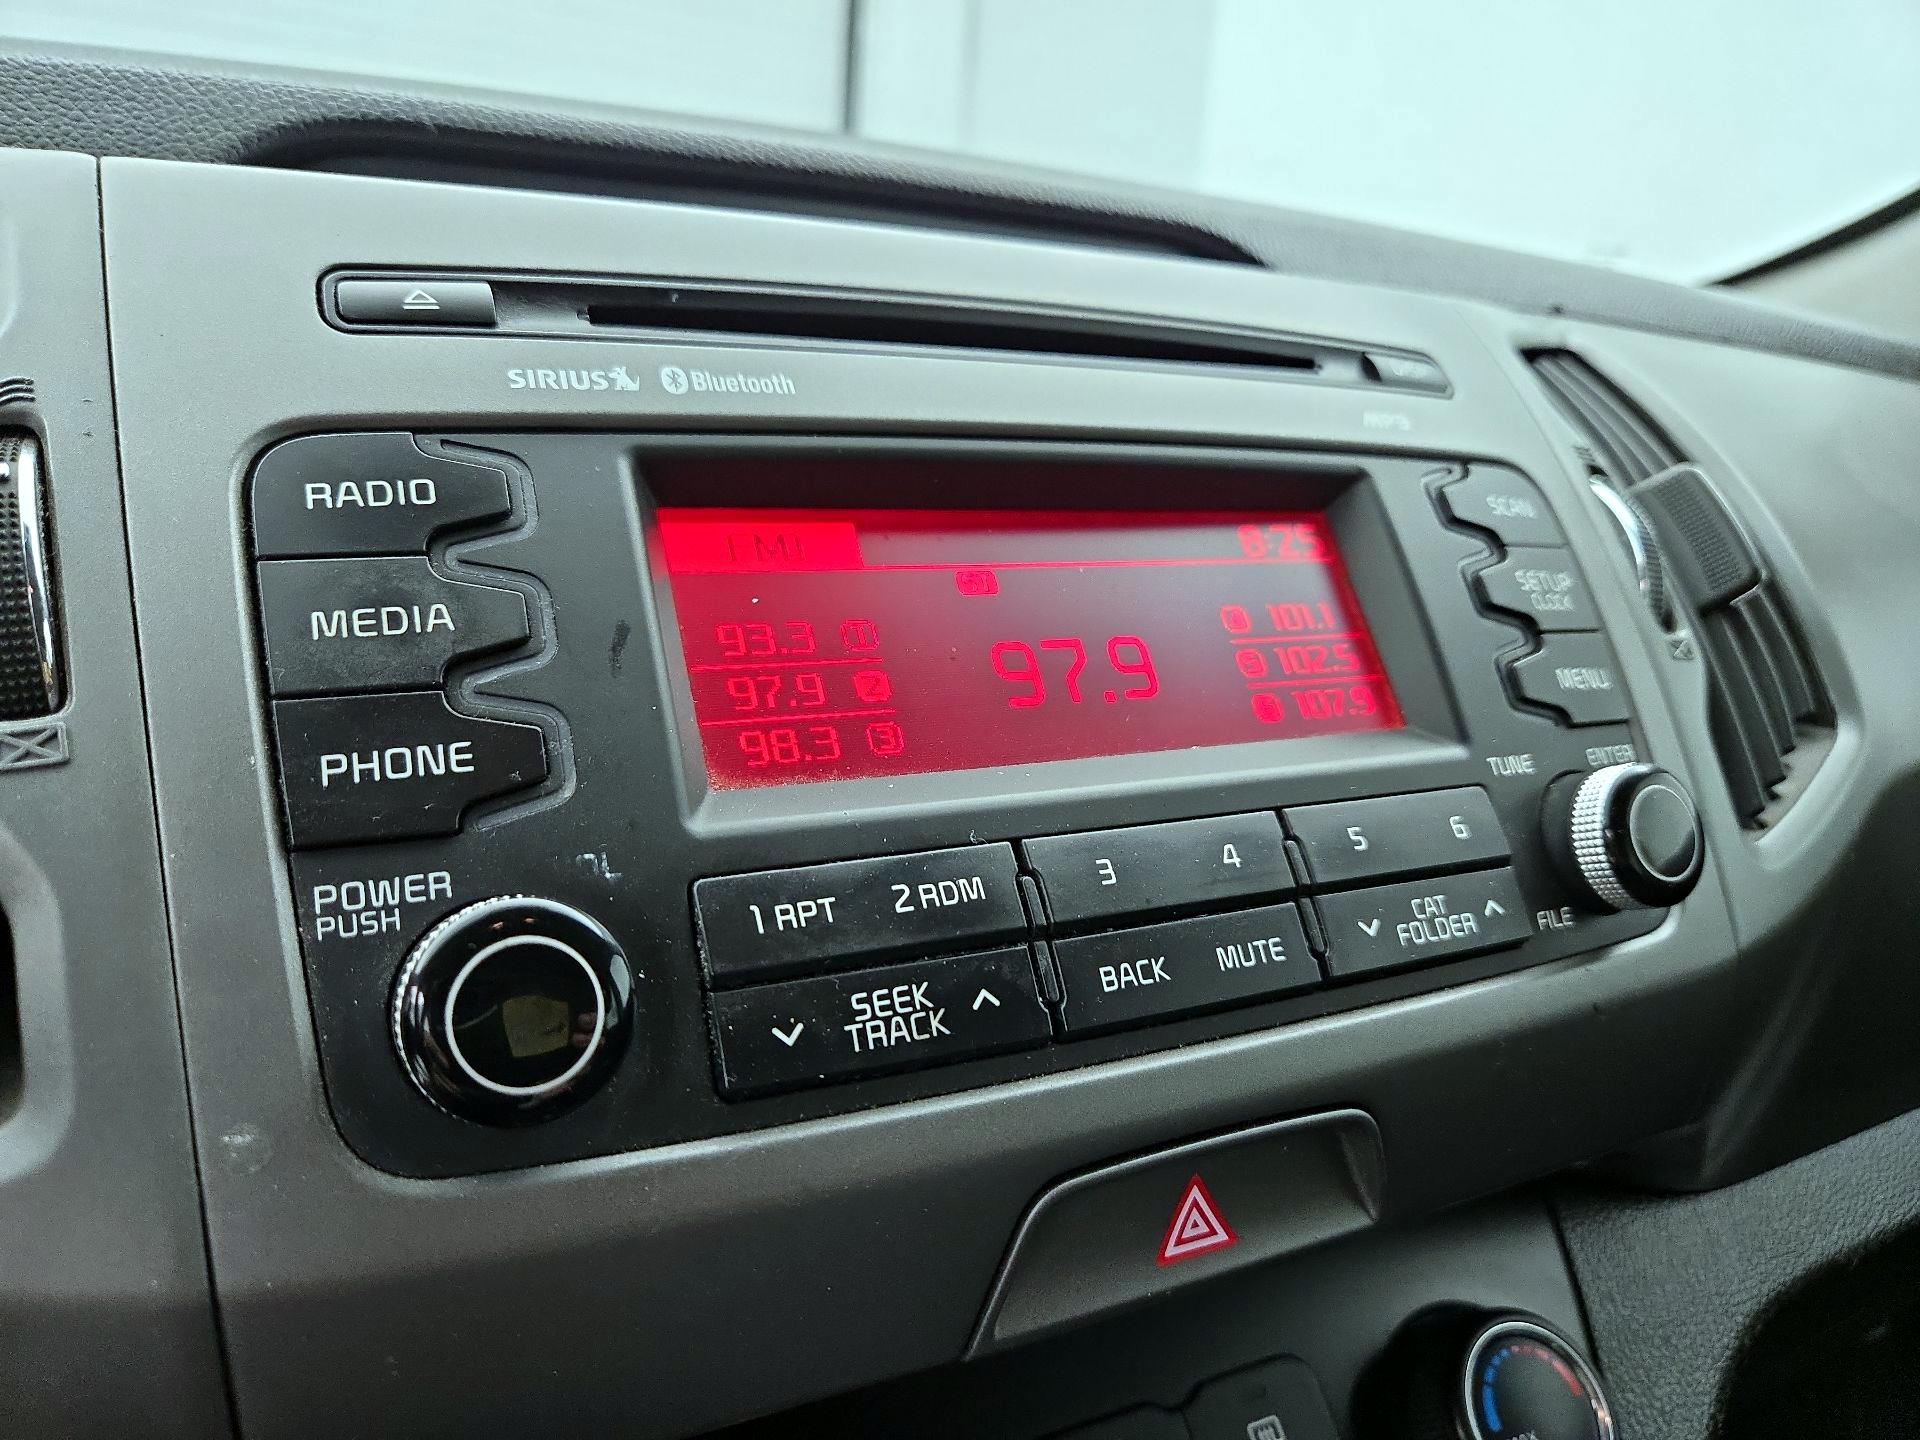 SIRIUS Bluetooth
MP3
RADIO
MEDIA
PHONE
POWER
PUSH
FM1 8:25
ST
93.3 1
97.9 2
98.3 3
97.9
4 101.1
5 102.5
6 107.9
SCAN
SETUP
CLOCK
MENU
TUNE
ENTER
FILE
1 RPT 2 RDM
3 4
5 6
SEEK
TRACK
BACK MUTE
CAT
FOLDER